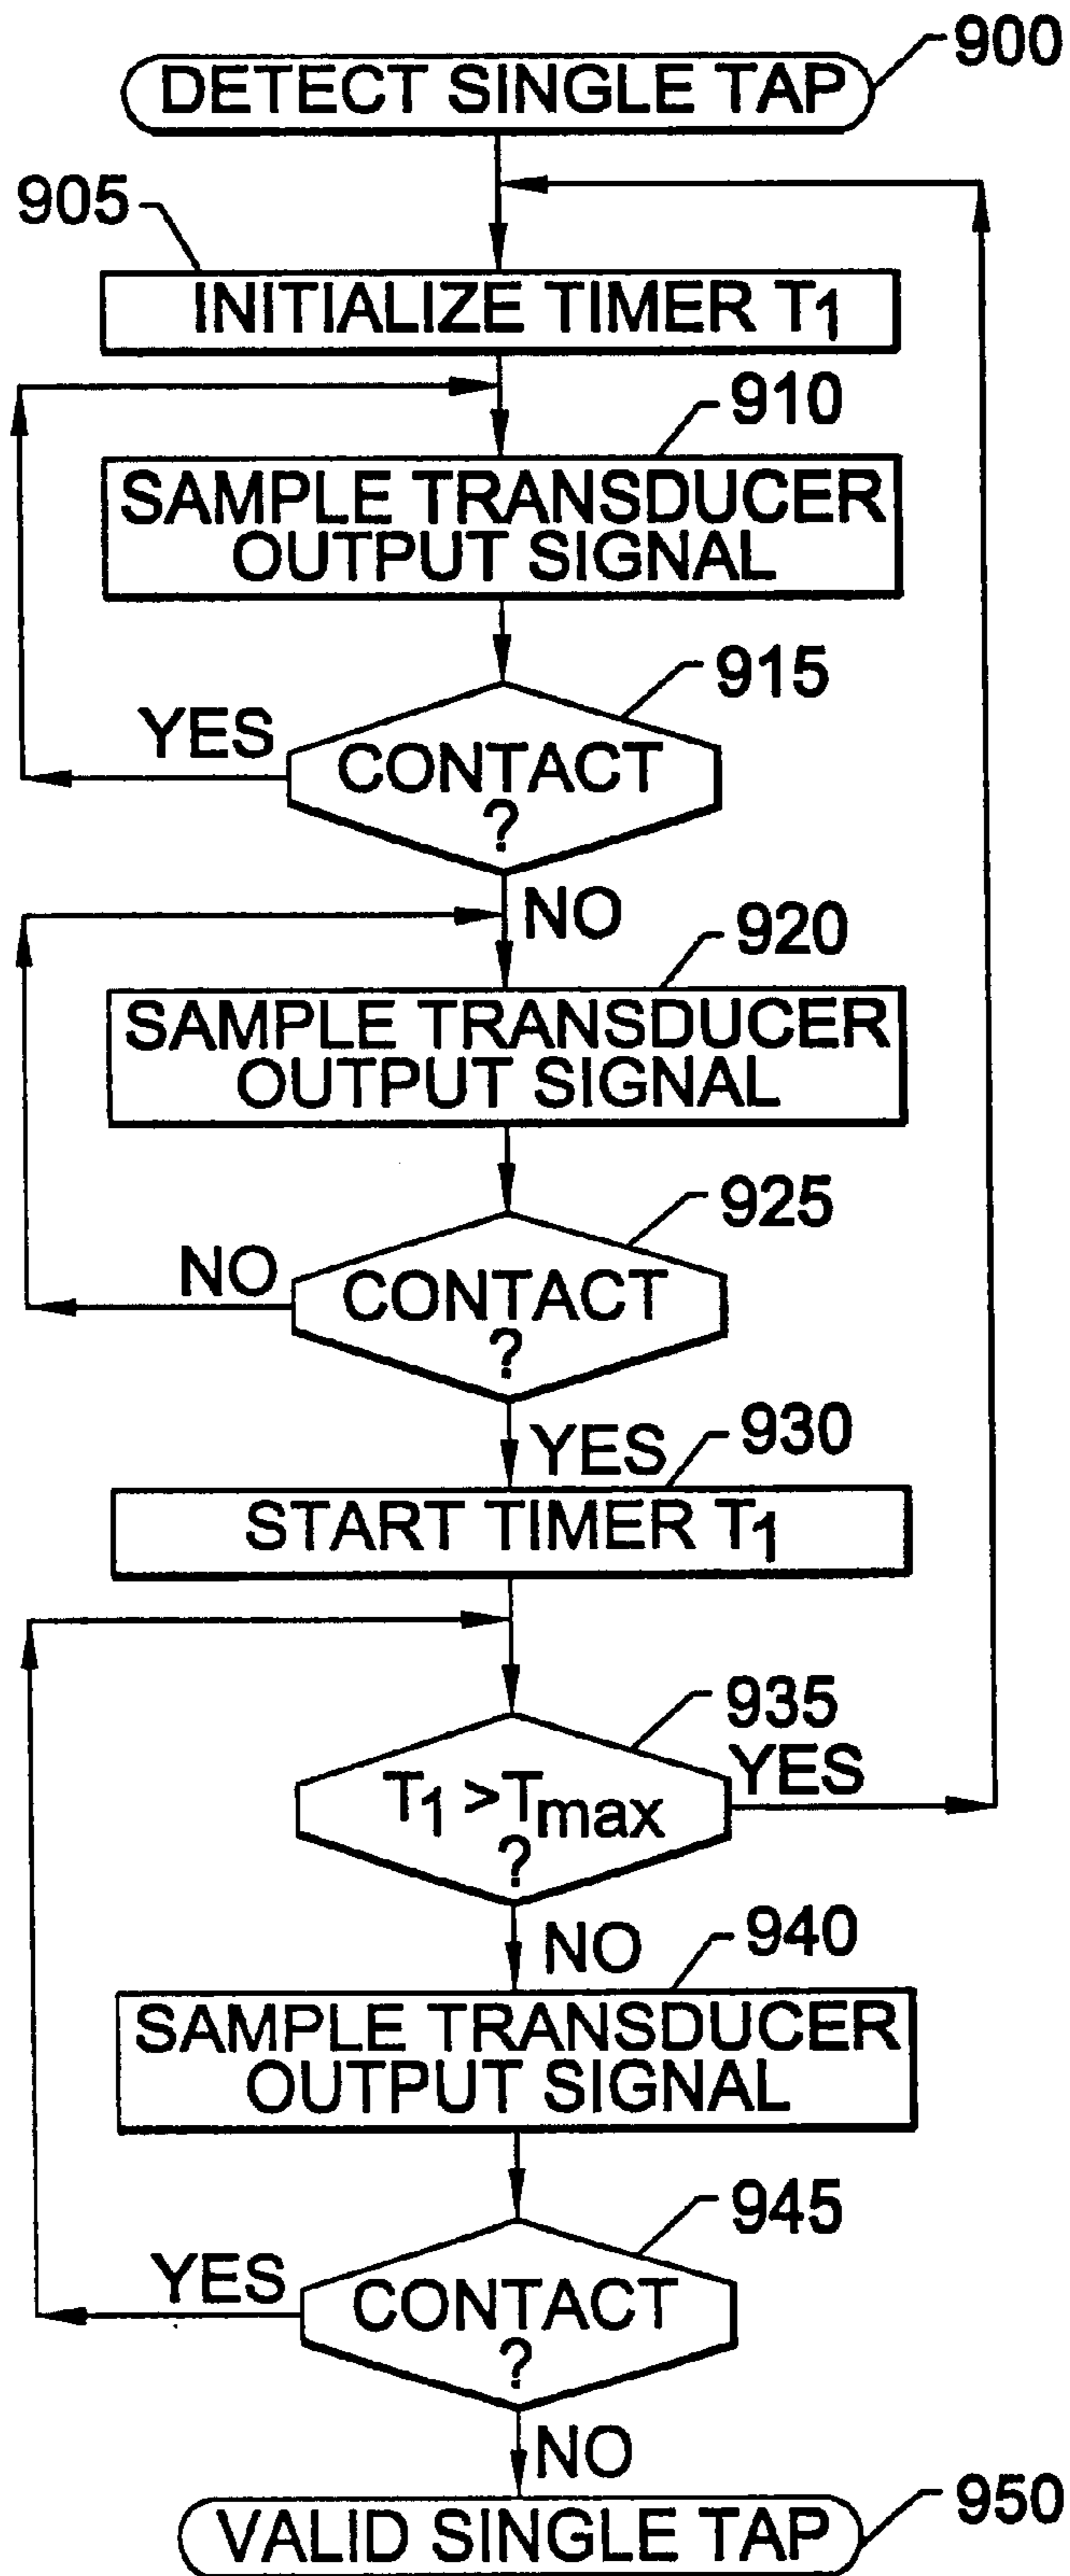 900
DETECT SINGLE TAP
905
INITIALIZE TIMER T1
910
SAMPLE TRANSDUCER
OUTPUT SIGNAL
915
YES
CONTACT
?
NO
920
SAMPLE TRANSDUCER
OUTPUT SIGNAL
925
NO
CONTACT
?
YES
930
START TIMER T1
935
T1 > Tmax
?
YES
NO
940
SAMPLE TRANSDUCER
OUTPUT SIGNAL
945
YES
CONTACT
?
NO
950
VALID SINGLE TAP